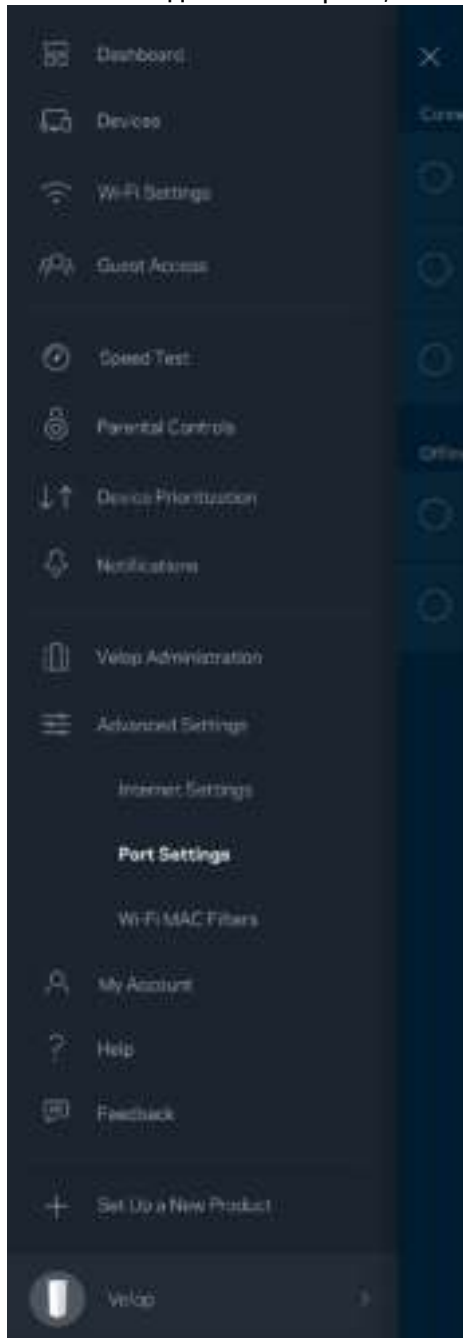 Dashboard
Devices
Wi-Fi Settings
Guest Access
Speed Test
Parental Controls
Device Prioritization
Notifications
Velop Administration
Advanced Settings
Internet Settings
Port Settings
Wi-Fi MAC Filters
My Account
Help
Feedback
Set Up a New Product
Velop